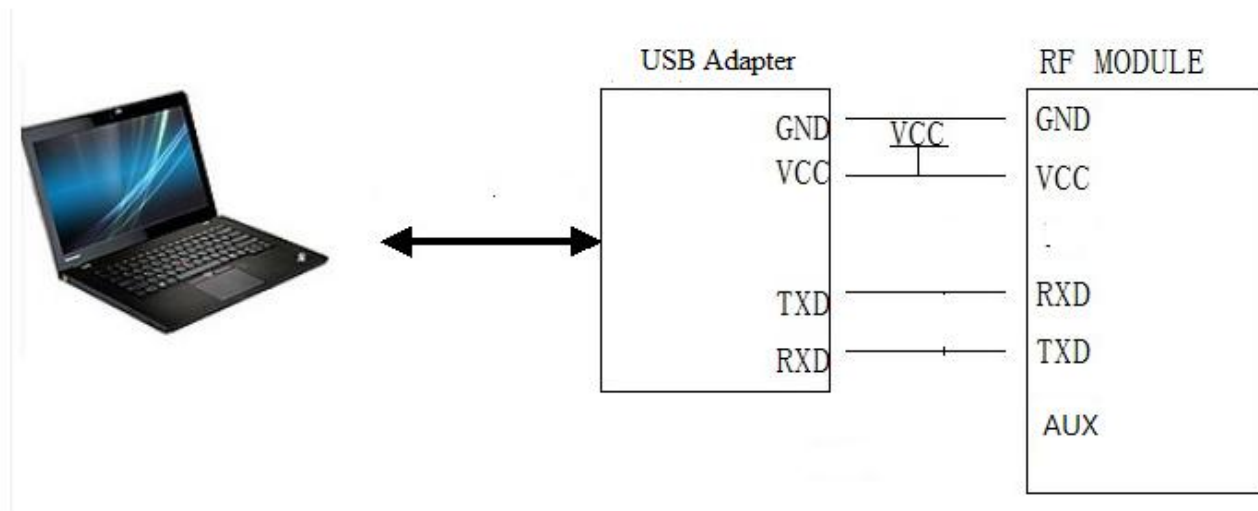 USB Adapter
RF MODULE
GND
VCC
GND
VCC
VCC
TXD
RXD
RXD
TXD
AUX